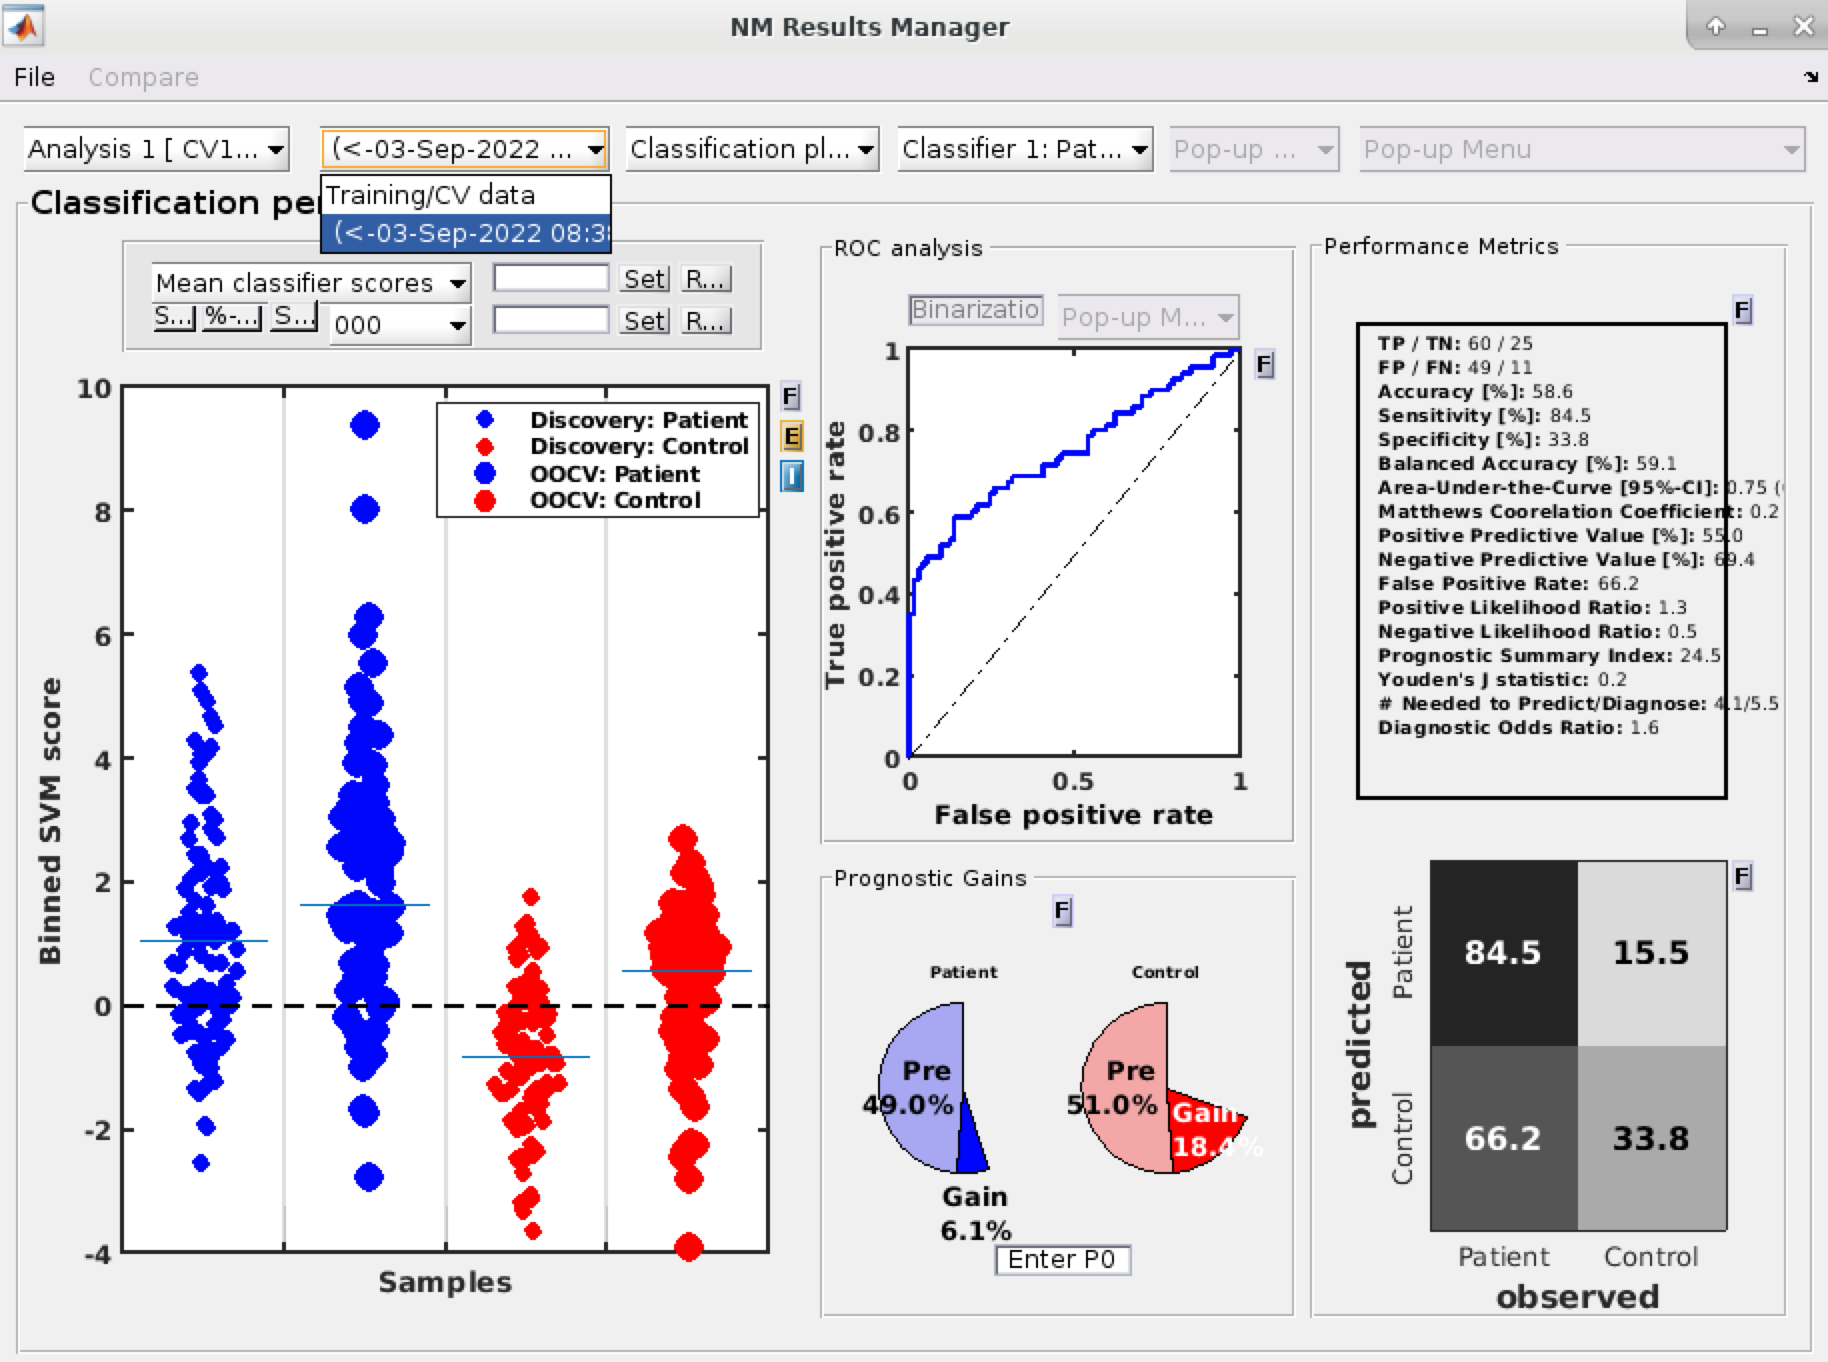 NM Results Manager
File
Compare
Analysis 1 [ CV1...
(<-03-Sep-2022 ...
Classification pl...
Classifier 1: Pat...
Pop-up ...
Pop-up Menu
Training/CV data
(<-03-Sep-2022 08:3
Classification pe
Mean classifier scores
Set
R...
S...
%-...
S...
000
Set
R...
10
8
6
4
2
0
-2
-4
Binned SVM score
Samples
Discovery: Patient
Discovery: Control
OOCV: Patient
OOCV: Control
F
E
I
ROC analysis
Binarizatio
Pop-up M...
F
1
0.8
0.6
0.4
0.2
0
0
0.5
1
True positive rate
False positive rate
Prognostic Gains
F
Patient
Control
Pre
49.0%
Gain
6.1%
Pre
51.0%
Gain
18.4%
Enter P0
Performance Metrics
F
TP / TN: 60 / 25
FP / FN: 49 / 11
Accuracy [%]: 58.6
Sensitivity [%]: 84.5
Specificity [%]: 33.8
Balanced Accuracy [%]: 59.1
Area-Under-the-Curve [95%-CI]: 0.75 (
Matthews Coorelation Coefficient: 0.2
Positive Predictive Value [%]: 55.0
Negative Predictive Value [%]: 69.4
False Positive Rate: 66.2
Positive Likelihood Ratio: 1.3
Negative Likelihood Ratio: 0.5
Prognostic Summary Index: 24.5
Youden's J statistic: 0.2
# Needed to Predict/Diagnose: 4.1/5.5
Diagnostic Odds Ratio: 1.6
F
predicted
Patient
Control
84.5
15.5
66.2
33.8
Patient
Control
observed